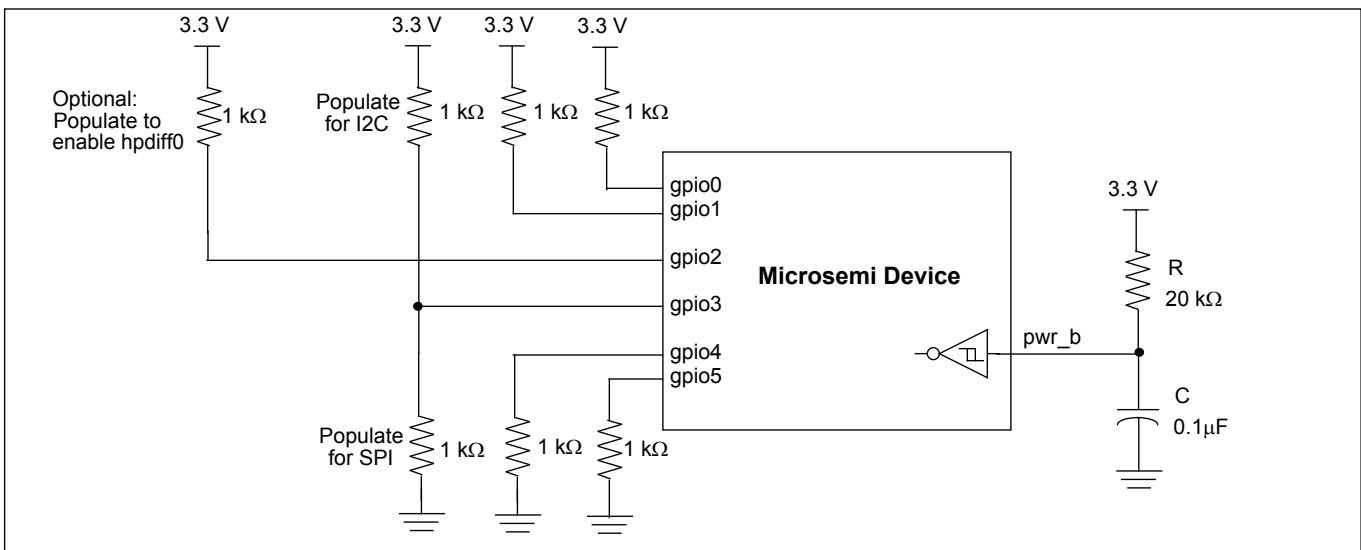 3.3 V
3.3 V
3.3 V
3.3 V
Optional:
Populate to
enable hpdiff0
1 kΩ
Populate
for I2C
1 kΩ
1 kΩ
1 kΩ
gpio0
gpio1
gpio2
gpio3
gpio4
gpio5
Microsemi Device
pwr_b
3.3 V
R
20 kΩ
C
0.1μF
Populate
for SPI
1 kΩ
1 kΩ
1 kΩ